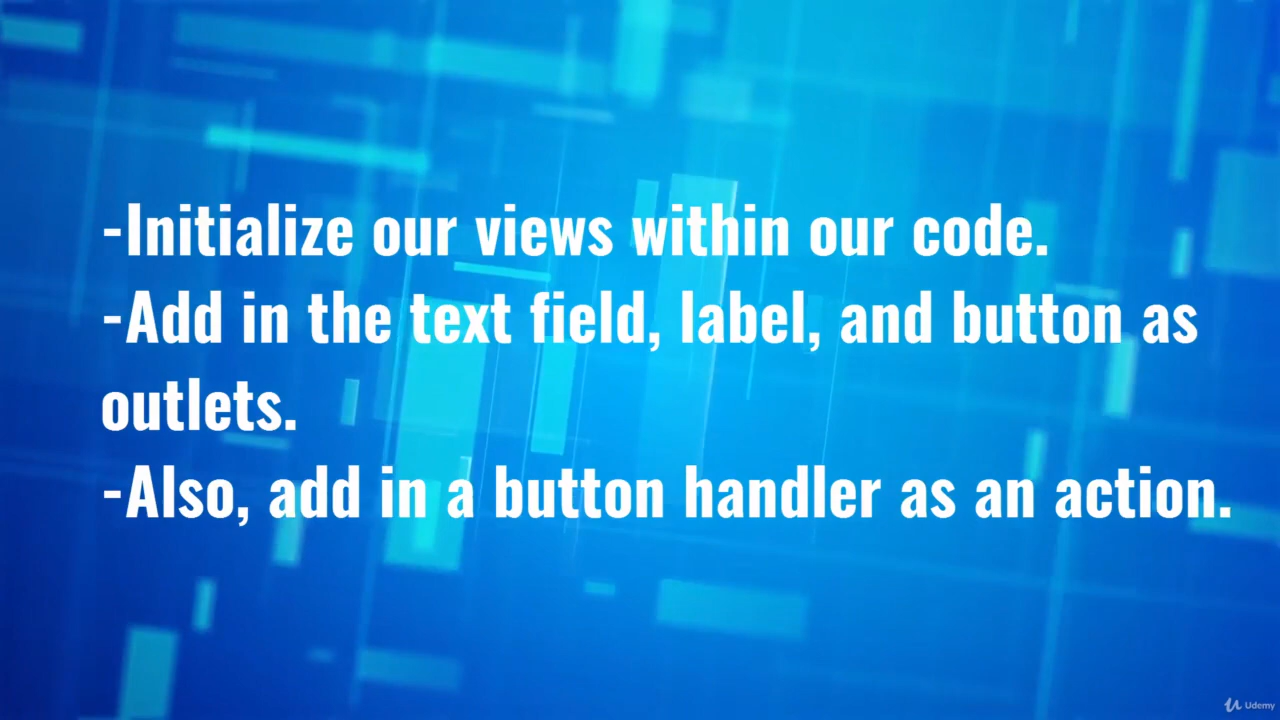 -Initialize our views within our code.
-Add in the text field, label, and button as
outlets.
-Also, add in a button handler as an action.
Udemy